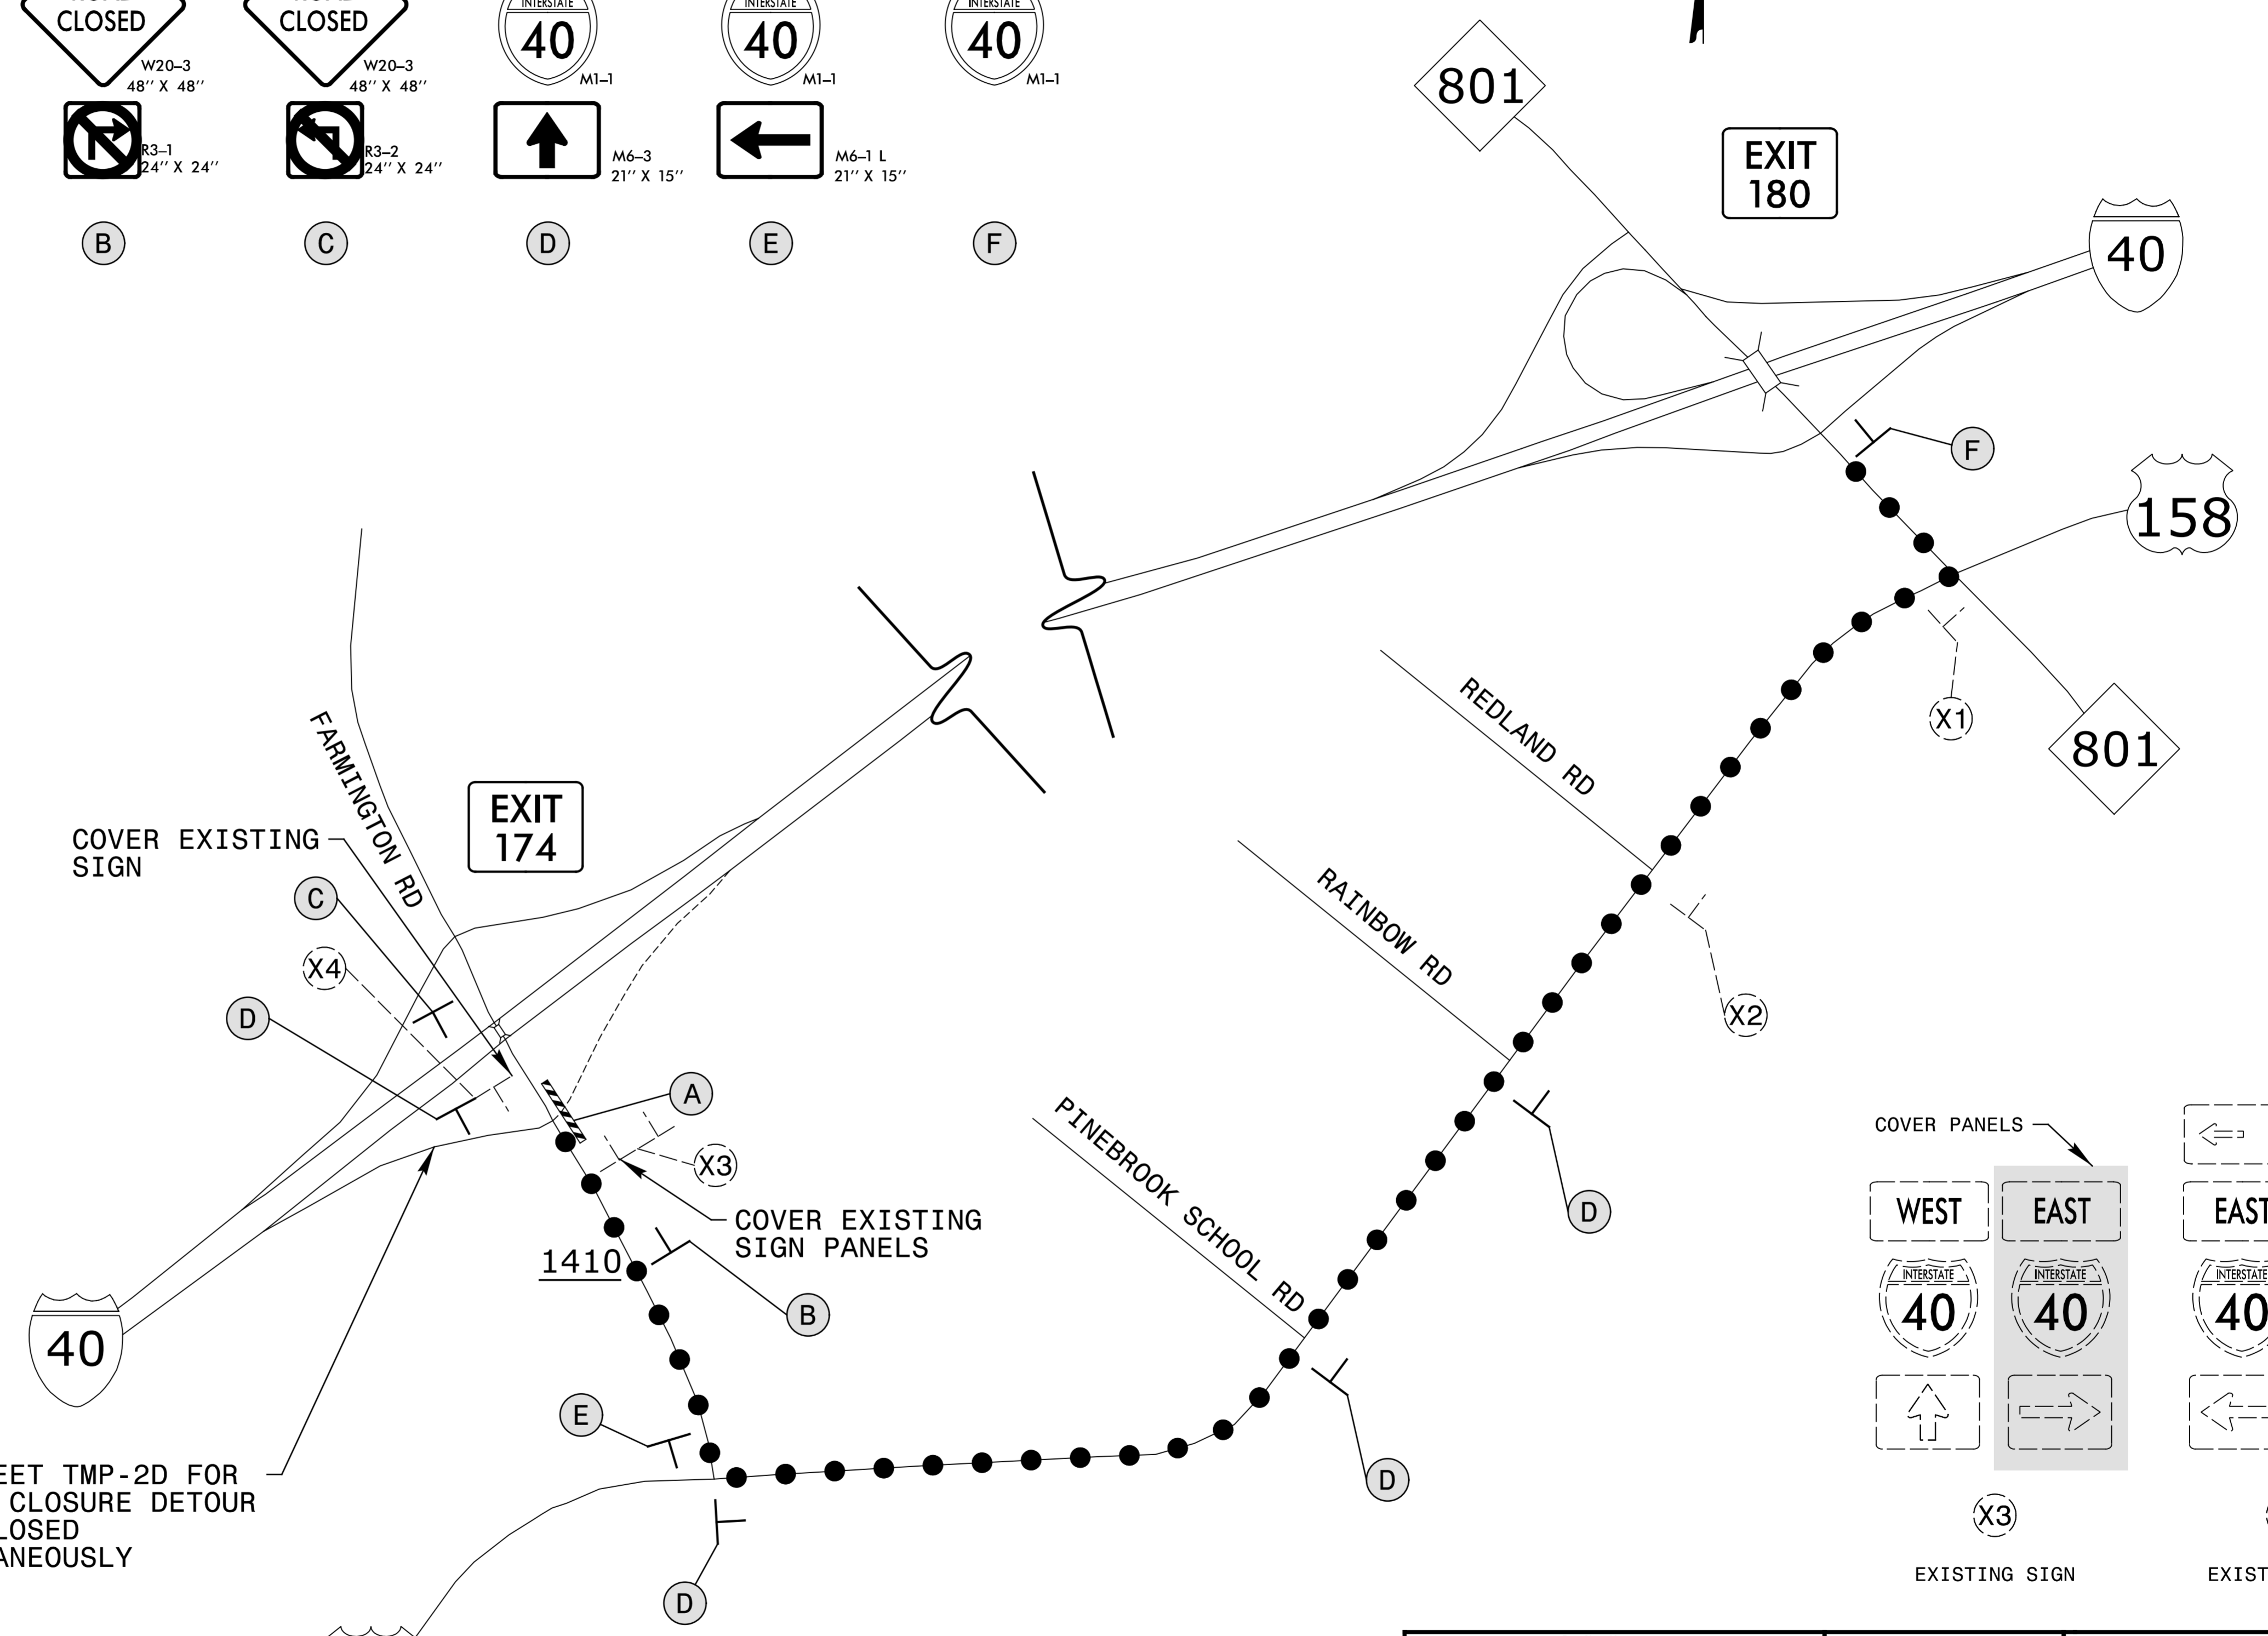 CLOSED
W20-3
48'' X 48''
R3-1
24'' X 24''
B
CLOSED
W20-3
48'' X 48''
R3-2
24'' X 24''
C
INTERSTATE
40
M1-1
M6-3
21'' X 15''
D
INTERSTATE
40
M1-1
M6-1 L
21'' X 15''
E
INTERSTATE
40
M1-1
F
801
EXIT
180
40
F
158
X1
801
REDLAND RD
RAINBOW RD
X2
PINEBROOK SCHOOL RD
D
D
FARMINGTON RD
EXIT
174
COVER EXISTING
SIGN
C
X4
D
A
X3
COVER EXISTING
SIGN PANELS
1410
B
40
E
D
EET TMP-2D FOR
CLOSURE DETOUR
LOSED
ANEOUSLY
COVER PANELS
WEST
EAST
INTERSTATE
40
INTERSTATE
40
X3
EXISTING SIGN
EAST
INTERSTATE
40
EXIST